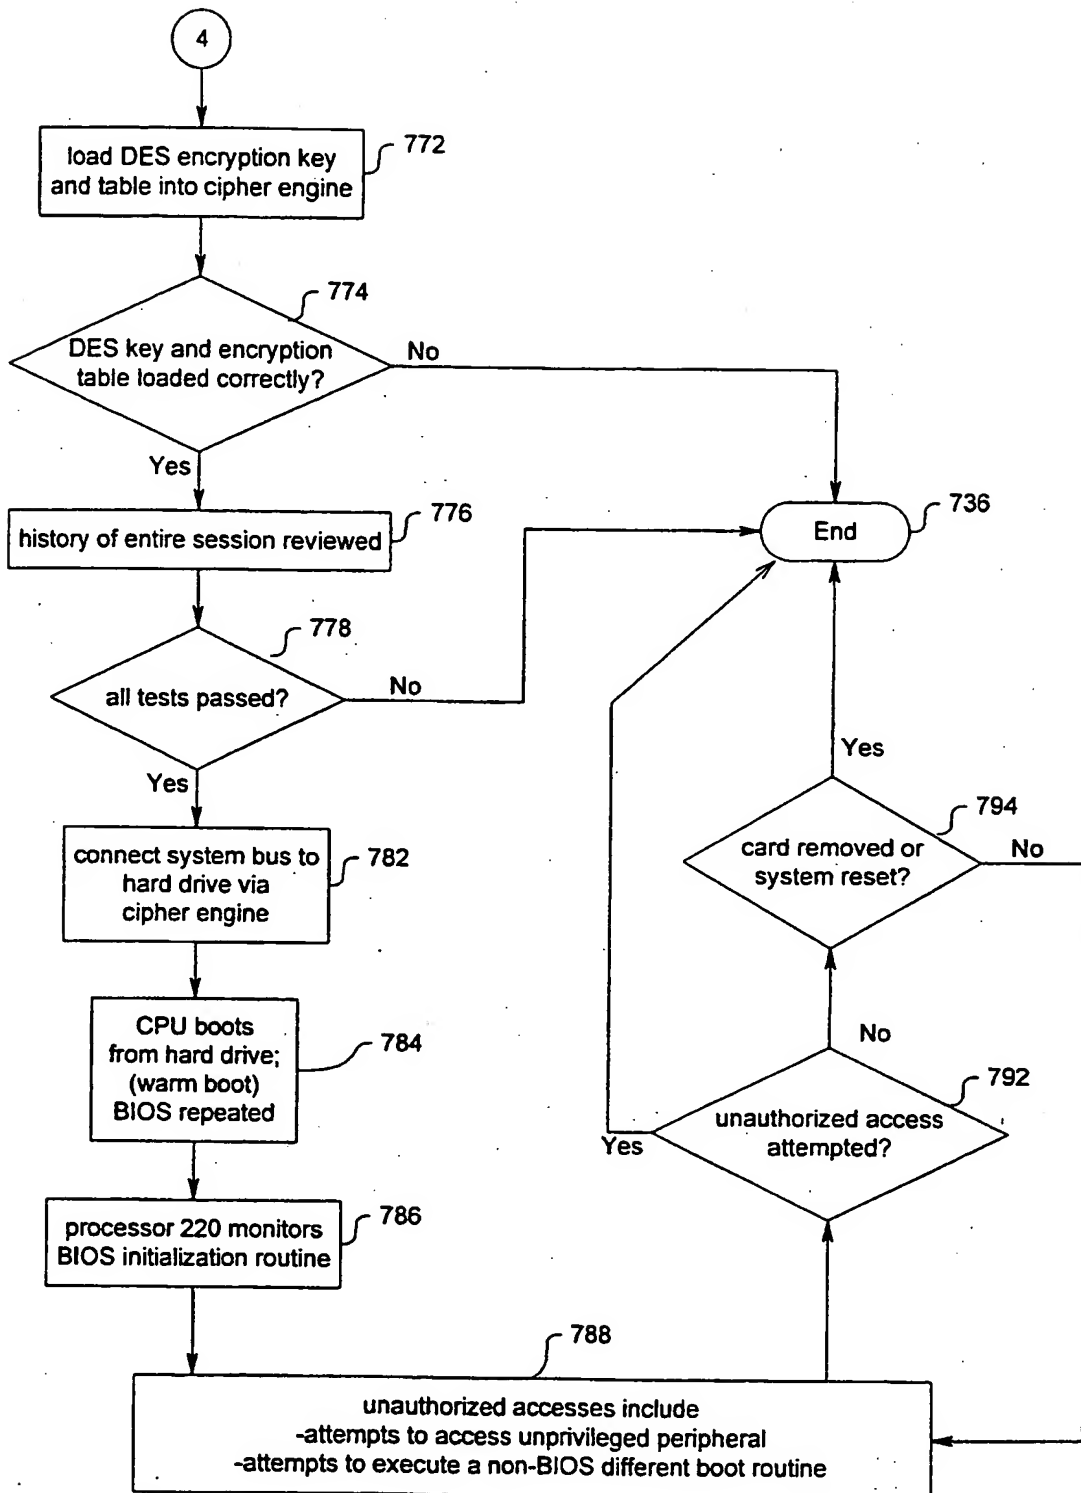 4
load DES encryption key
and table into cipher engine
772
774
DES key and encryption
table loaded correctly?
No
Yes
776
history of entire session reviewed
736
End
778
all tests passed?
No
Yes
connect system bus to
hard drive via
cipher engine
782
Yes
794
card removed or
system reset?
No
CPU boots
from hard drive;
(warm boot)
BIOS repeated
784
No
792
unauthorized access
attempted?
Yes
processor 220 monitors
BIOS initialization routine
786
788
unauthorized accesses include
-attempts to access unprivileged peripheral
-attempts to execute a non-BIOS different boot routine